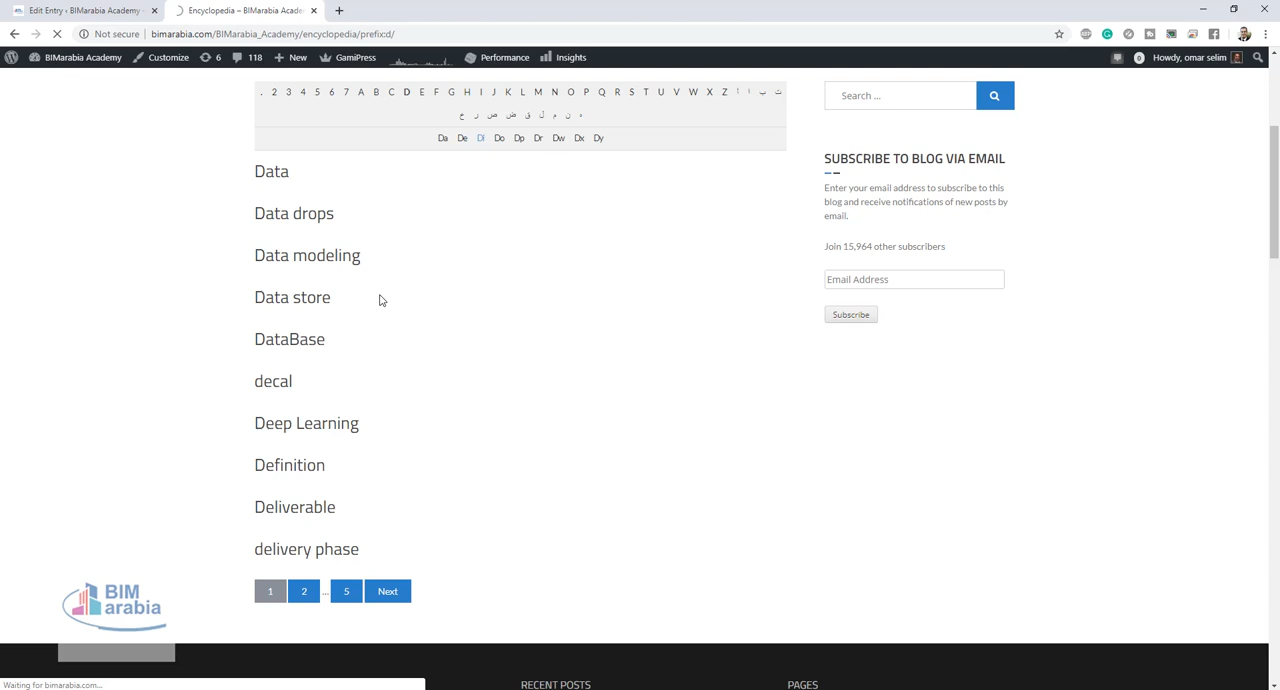 Edit Entry ‹ BIMarabia Academy
Encyclopedia – BIMarabia Acade
Not secure | bimarabia.com/BIMarabia_Academy/encyclopedia/prefix:d/
BIMarabia Academy Customize 6 118 New GamiPress Performance Insights 0 Howdy, omar selim
. 2 3 4 5 6 7 A B C D E F G H I J K L M N O P Q R S T U V W X Z أ ا ب ت
خ ر ص ض ق ل م ن ه
Da De Di Do Dp Dr Dw Dx Dy
Search ...
Data
SUBSCRIBE TO BLOG VIA EMAIL
Enter your email address to subscribe to this
blog and receive notifications of new posts by
email.
Join 15,964 other subscribers
Email Address
Subscribe
Data drops
Data modeling
Data store
DataBase
decal
Deep Learning
Definition
Deliverable
delivery phase
1 2 ... 5 Next
BIM
arabia
RECENT POSTS
PAGES
Waiting for bimarabia.com...